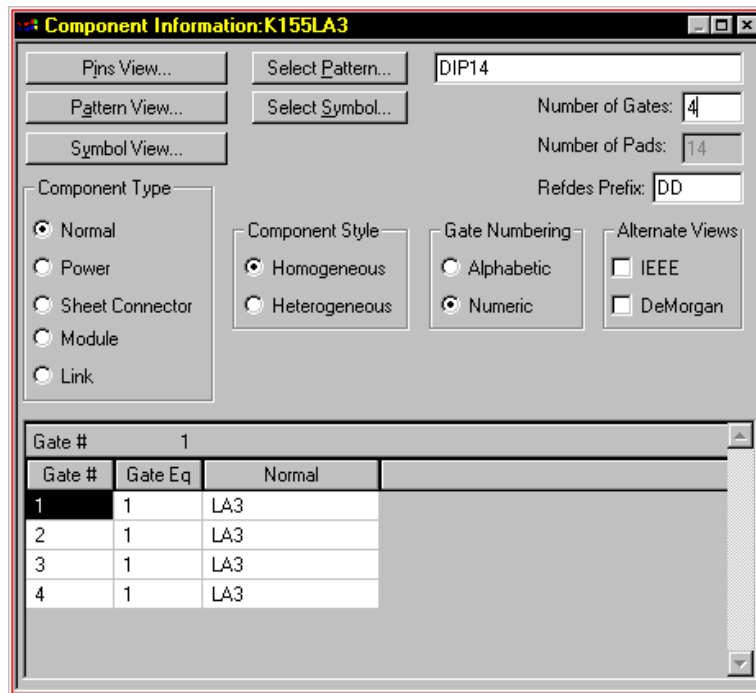 Component Information:K155LA3
Pins View... Select Pattern... DIP14
Pattern View... Select Symbol... Number of Gates: 4
Symbol View... Number of Pads: 14
Refdes Prefix: DD
Component Type
Normal
Power
Sheet Connector
Module
Link
Component Style
Homogeneous
Heterogeneous
Gate Numbering
Alphabetic
Numeric
Alternate Views
IEEE
DeMorgan
Gate # 1
Gate # Gate Eq Normal
1 1 LA3
2 1 LA3
3 1 LA3
4 1 LA3